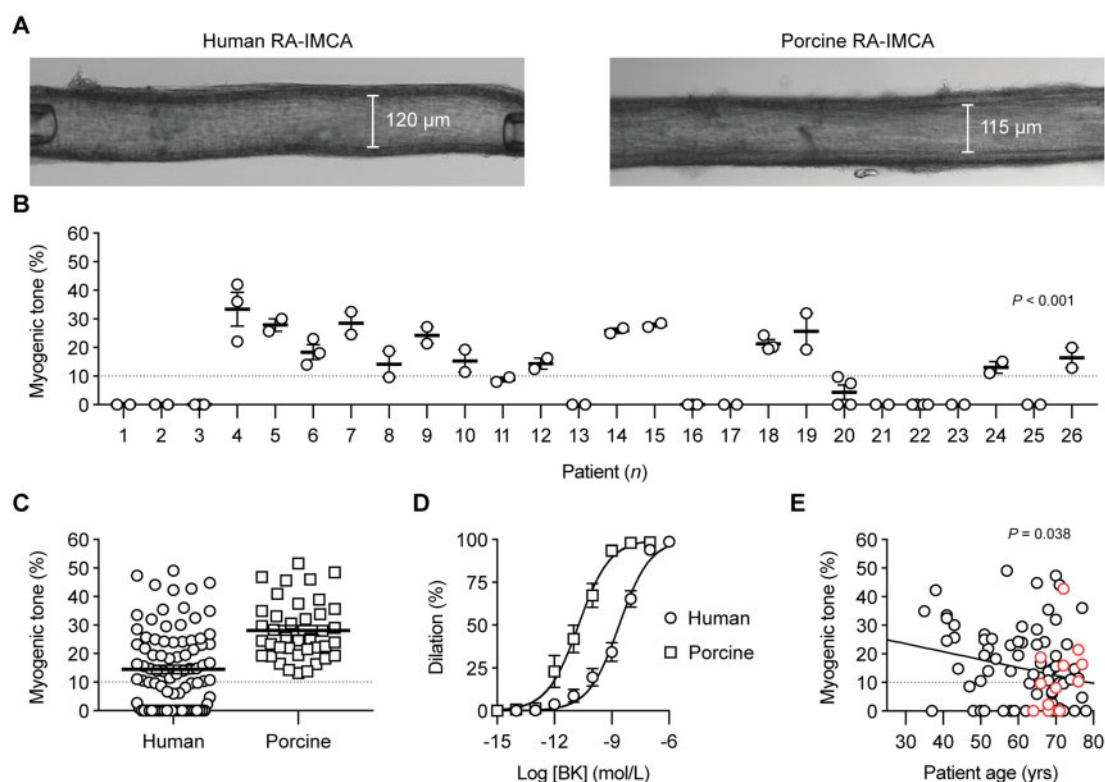 A
Human RA-IMCA
Porcine RA-IMCA
120 µm
115 µm
B
Myogenic tone (%)
60
50
40
30
20
10
0
P < 0.001
1 2 3 4 5 6 7 8 9 10 11 12 13 14 15 16 17 18 19 20 21 22 23 24 25 26
Patient (n)
C
Myogenic tone (%)
60
50
40
30
20
10
0
Human Porcine
D
Dilation (%)
100
75
50
25
0
Human
Porcine
-15 -12 -9 -6
Log [BK] (mol/L)
E
P = 0.038
Myogenic tone (%)
60
50
40
30
20
10
0
30 40 50 60 70 80
Patient age (yrs)